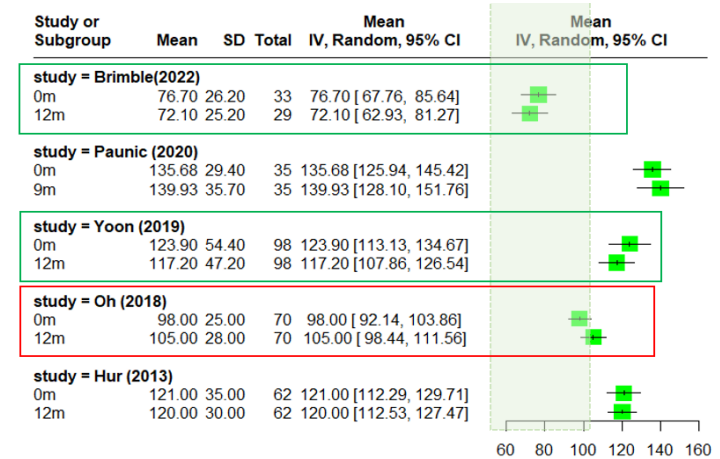 Study or Mean Mean
Subgroup Mean SD Total IV, Random, 95% CI IV, Random, 95% CI
study = Brimble(2022)
0m 76.70 26.20 33 76.70 [ 67.76, 85.64]
12m 72.10 25.20 29 72.10 [ 62.93, 81.27]
study = Paunic (2020)
0m 135.68 29.40 35 135.68 [125.94, 145.42]
9m 139.93 35.70 35 139.93 [128.10, 151.76]
study = Yoon (2019)
0m 123.90 54.40 98 123.90 [113.13, 134.67]
12m 117.20 47.20 98 117.20 [107.86, 126.54]
study = Oh (2018)
0m 98.00 25.00 70 98.00 [ 92.14, 103.86]
12m 105.00 28.00 70 105.00 [ 98.44, 111.56]
study = Hur (2013)
0m 121.00 35.00 62 121.00 [112.29, 129.71]
12m 120.00 30.00 62 120.00 [112.53, 127.47]
60 80 100 120 140 160